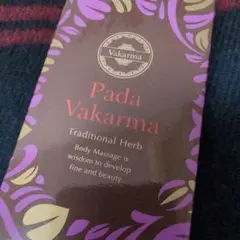 Vakarma
Pada
Vakarma
Traditional Herb
Body Massage is
wisdom to develop
fine and beauty.